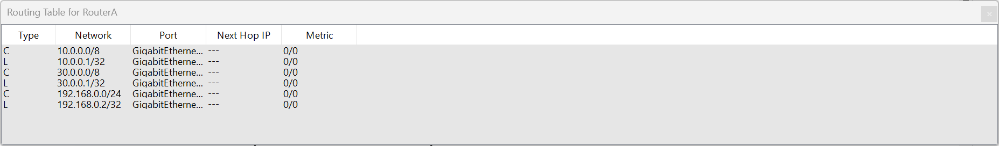 Routing Table for RouterA
Type Network Port Next Hop IP Metric
C 10.0.0.0/8 GigabitEtherne... --- 0/0
L 10.0.0.1/32 GigabitEtherne... --- 0/0
C 30.0.0.0/8 GigabitEtherne... --- 0/0
L 30.0.0.1/32 GigabitEtherne... --- 0/0
C 192.168.0.0/24 GigabitEtherne... --- 0/0
L 192.168.0.2/32 GigabitEtherne... --- 0/0